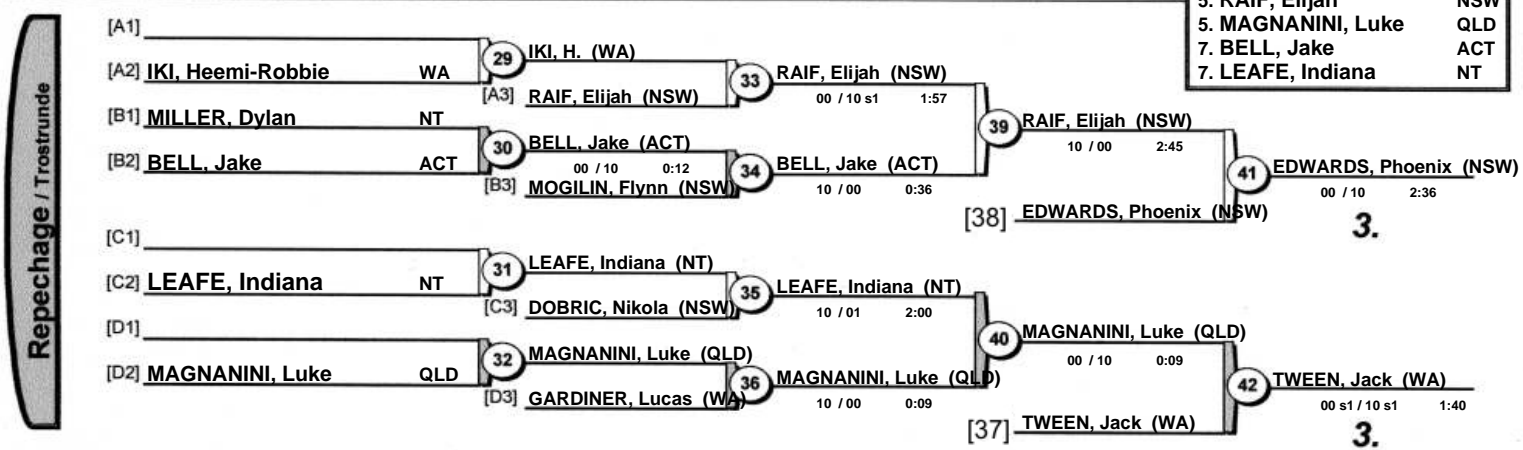 5. RAIF, Elijah NSW
5. MAGNANINI, Luke QLD
7. BELL, Jake ACT
7. LEAFE, Indiana NT
Repechage / Trostrunde
[A1]
[A2] IKI, Heemi-Robbie WA
29 IKI, H. (WA)
[A3] RAIF, Elijah (NSW)
33 RAIF, Elijah (NSW)
00 / 10 s1 1:57
[B1] MILLER, Dylan NT
[B2] BELL, Jake ACT
30 BELL, Jake (ACT)
00 / 10 0:12
[B3] MOGILIN, Flynn (NSW)
34 BELL, Jake (ACT)
10 / 00 0:36
39 RAIF, Elijah (NSW)
10 / 00 2:45
[38] EDWARDS, Phoenix (NSW)
41 EDWARDS, Phoenix (NSW)
00 / 10 2:36
3.
[C1]
[C2] LEAFE, Indiana NT
31 LEAFE, Indiana (NT)
[C3] DOBRIC, Nikola (NSW)
35 LEAFE, Indiana (NT)
10 / 01 2:00
[D1]
[D2] MAGNANINI, Luke QLD
32 MAGNANINI, Luke (QLD)
[D3] GARDINER, Lucas (WA)
36 MAGNANINI, Luke (QLD)
10 / 00 0:09
40 MAGNANINI, Luke (QLD)
00 / 10 0:09
[37] TWEEN, Jack (WA)
42 TWEEN, Jack (WA)
00 s1 / 10 s1 1:40
3.